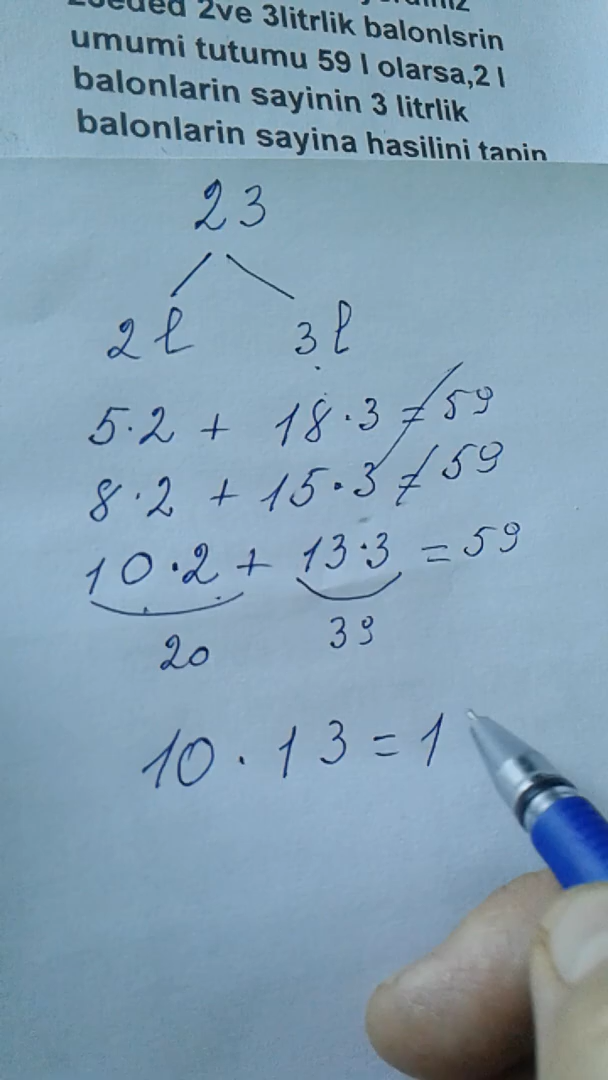 2ve 3litrlik balonlsrin
umumi tutumu 59 l olarsa,2 l
balonlarin sayinin 3 litrlik
balonlarin sayina hasilini tapin
23
2l 3l
5·2 + 18·3 ≠ 59
8·2 + 15·3 ≠ 59
10·2 + 13·3 = 59
20 39
10·13=1